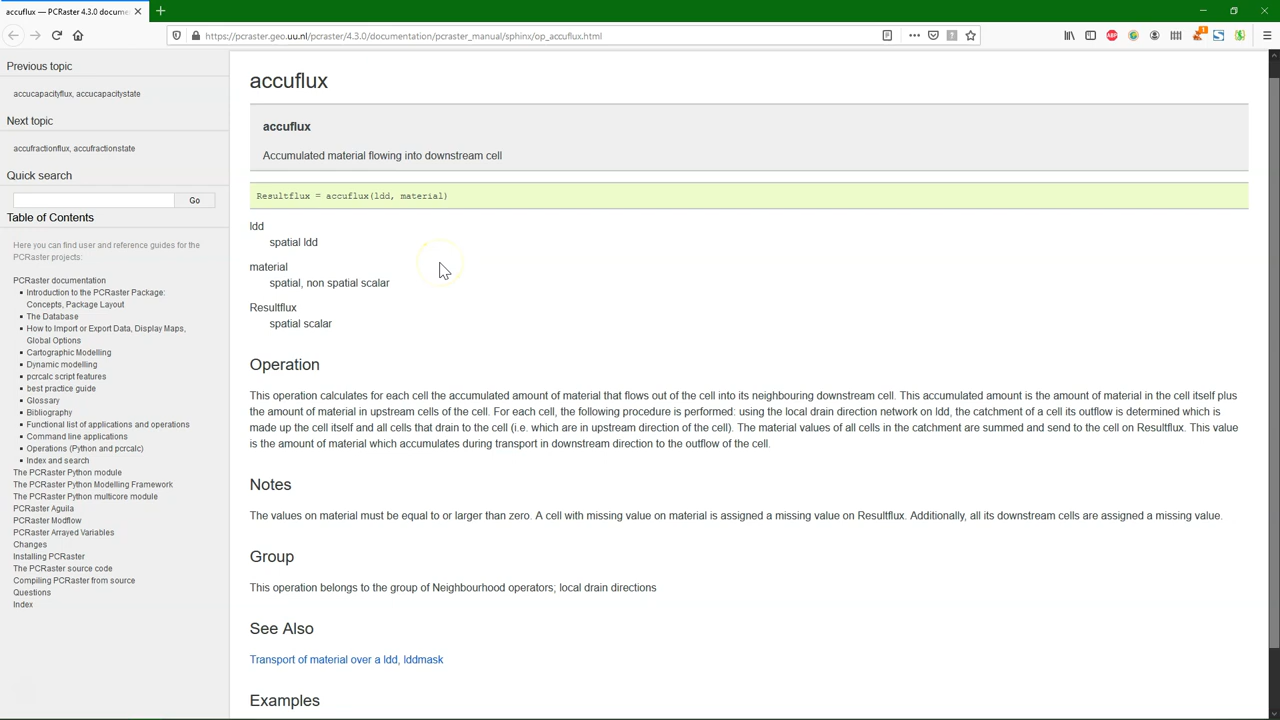 accuflux — PCRaster 4.3.0 docume
https://pcraster.geo.uu.nl/pcraster/4.3.0/documentation/pcraster_manual/sphinx/op_accuflux.html
Previous topic
accucapacityflux, accucapacitystate
Next topic
accufractionflux, accufractionstate
Quick search
Go
Table of Contents
Here you can find user and reference guides for the
PCRaster projects:
PCRaster documentation
Introduction to the PCRaster Package:
Concepts, Package Layout
The Database
How to Import or Export Data, Display Maps,
Global Options
Cartographic Modelling
Dynamic modelling
pcrcalc script features
best practice guide
Glossary
Bibliography
Functional list of applications and operations
Command line applications
Operations (Python and pcrcalc)
Index and search
The PCRaster Python module
The PCRaster Python Modelling Framework
The PCRaster Python multicore module
PCRaster Aguila
PCRaster Modflow
PCRaster Arrayed Variables
Changes
Installing PCRaster
The PCRaster source code
Compiling PCRaster from source
Questions
Index
accuflux
accuflux
Accumulated material flowing into downstream cell
Resultflux = accuflux(ldd, material)
ldd
spatial ldd
material
spatial, non spatial scalar
Resultflux
spatial scalar
Operation
This operation calculates for each cell the accumulated amount of material that flows out of the cell into its neighbouring downstream cell. This accumulated amount is the amount of material in the cell itself plus
the amount of material in upstream cells of the cell. For each cell, the following procedure is performed: using the local drain direction network on ldd, the catchment of a cell its outflow is determined which is
made up the cell itself and all cells that drain to the cell (i.e. which are in upstream direction of the cell). The material values of all cells in the catchment are summed and send to the cell on Resultflux. This value
is the amount of material which accumulates during transport in downstream direction to the outflow of the cell.
Notes
The values on material must be equal to or larger than zero. A cell with missing value on material is assigned a missing value on Resultflux. Additionally, all its downstream cells are assigned a missing value.
Group
This operation belongs to the group of Neighbourhood operators; local drain directions
See Also
Transport of material over a ldd, lddmask
Examples